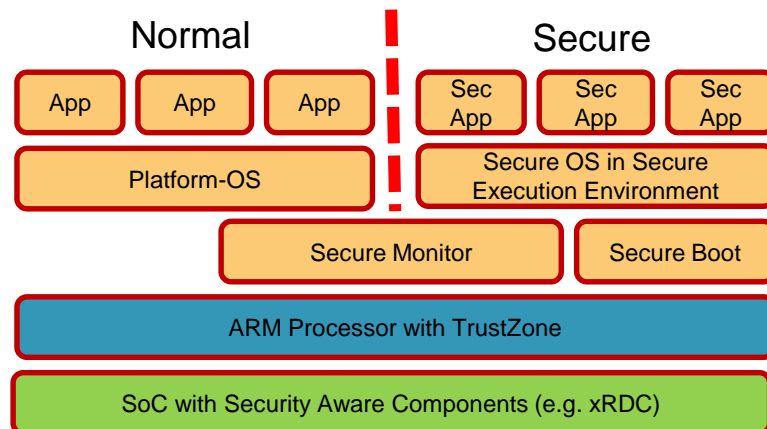 Normal
Secure
App
App
App
Sec
App
Sec
App
Sec
App
Platform-OS
Secure OS in Secure
Execution Environment
Secure Monitor
Secure Boot
ARM Processor with TrustZone
SoC with Security Aware Components (e.g. xRDC)